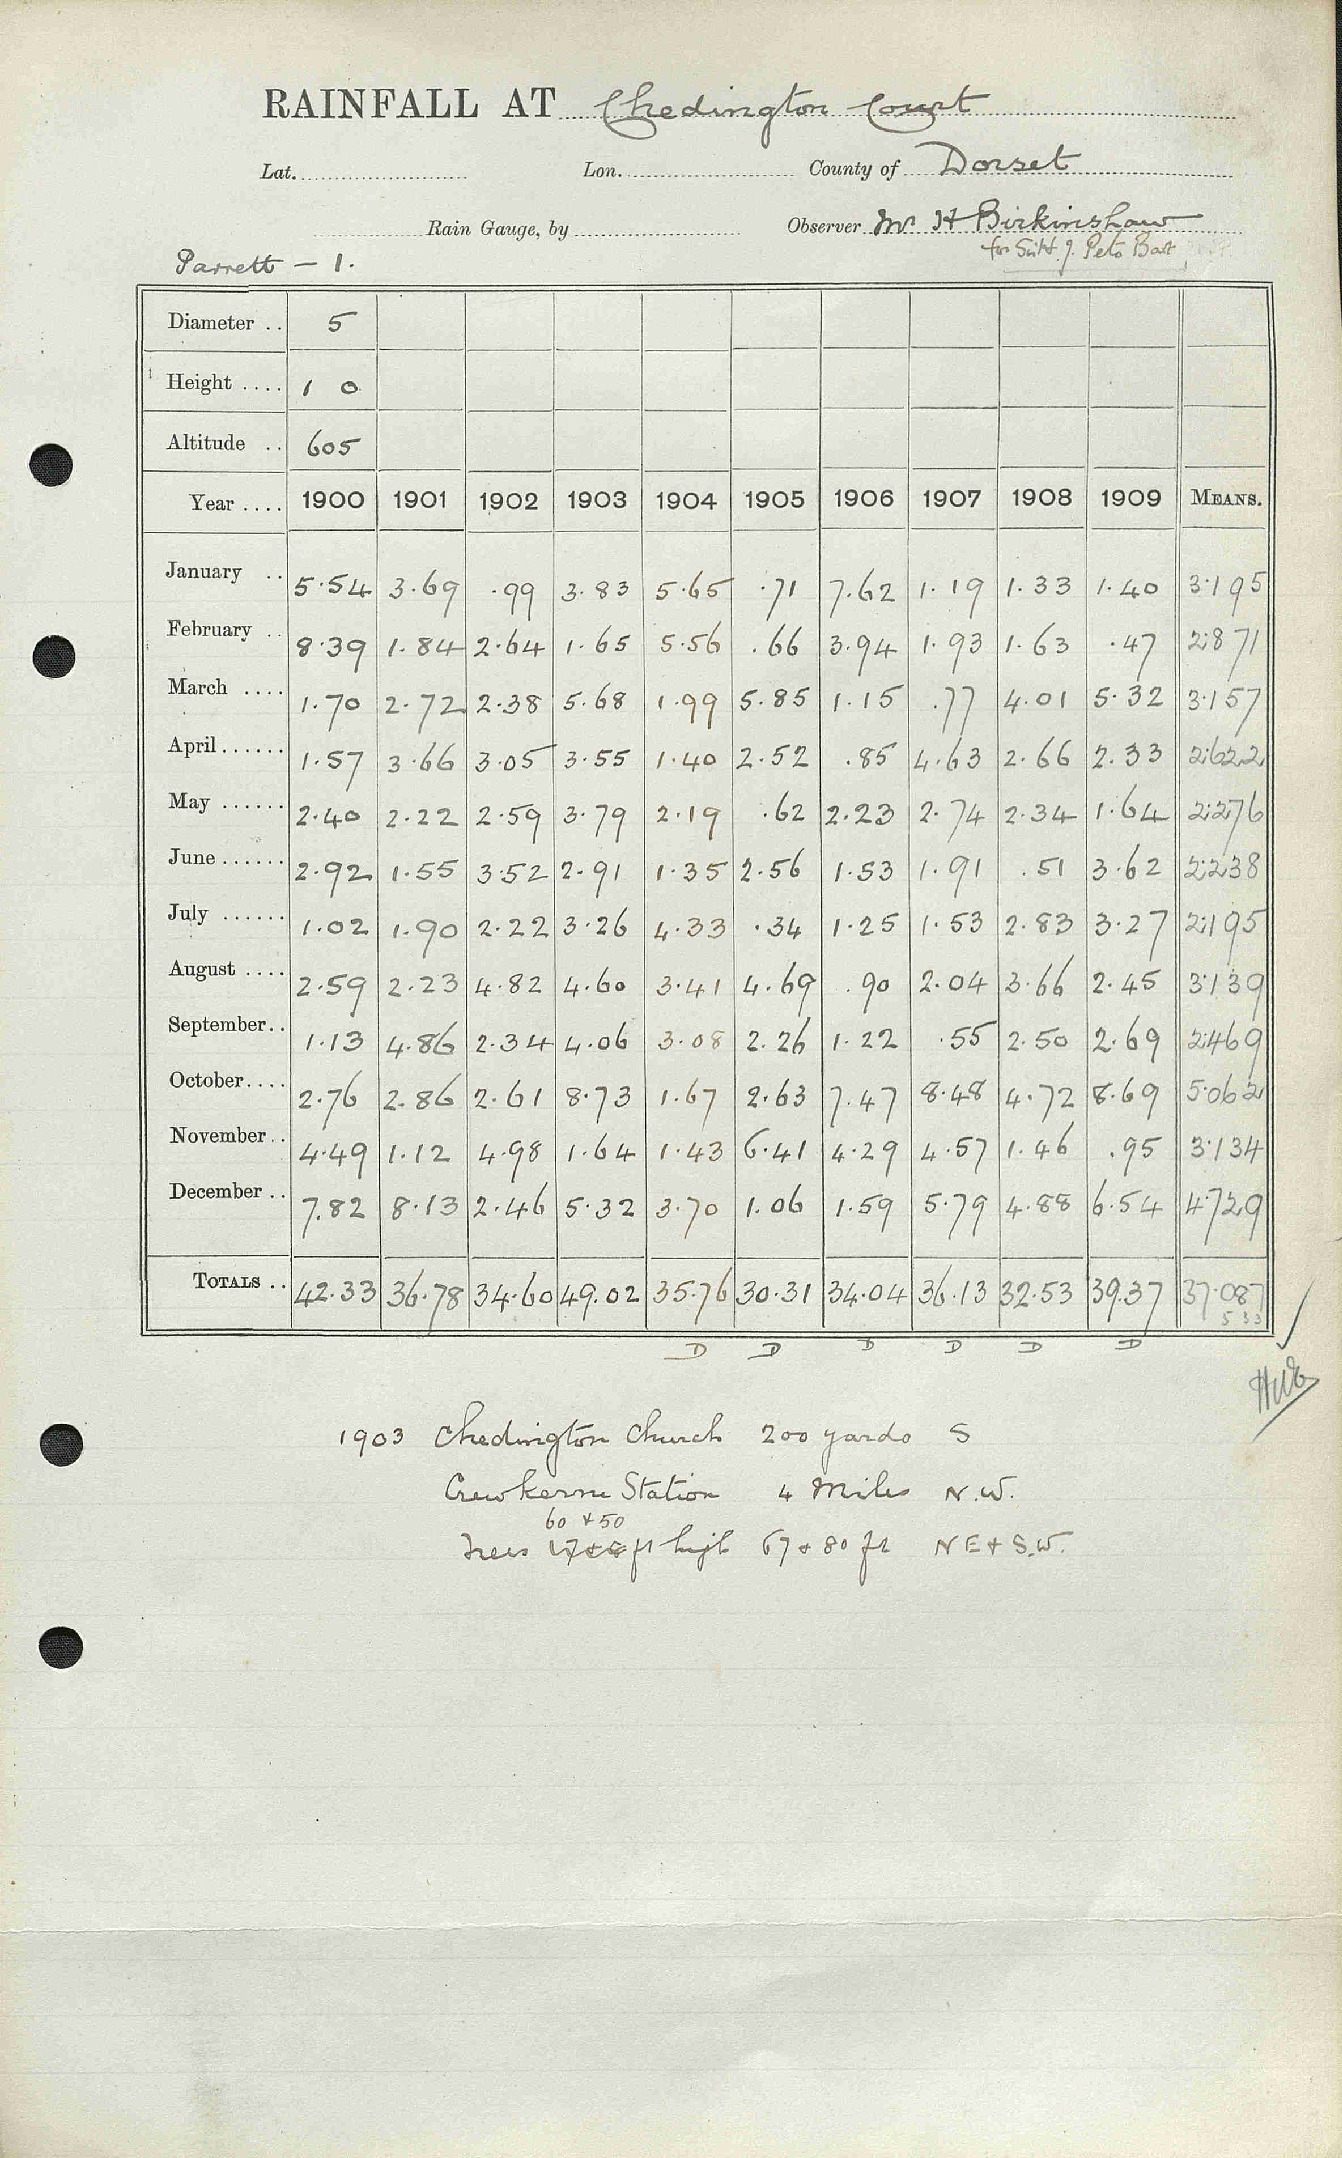 RAINFALL AT Chedington Court
Lat. Lon. County of Dorset
Rain Gauge, by Observer Mr H Birkinshaw
for Sir H. J. Peto Bart
Parrett — 1.
Diameter .. 5
Height .... 1 0
Altitude .. 605
Year .... 1900 1901 1902 1903 1904 1905 1906 1907 1908 1909 MEANS.
January .. 5.54 3.69 .99 3.83 5.65 .71 7.62 1.19 1.33 1.40 3.195
February .. 8.39 1.84 2.64 1.65 5.56 .66 3.94 1.93 1.63 .47 2.871
March .... 1.70 2.72 2.38 5.68 1.99 5.85 1.15 .77 4.01 5.32 3.157
April...... 1.57 3.66 3.05 3.55 1.40 2.52 .85 4.63 2.66 2.33 2.622
May ...... 2.40 2.22 2.59 3.79 2.19 .62 2.23 2.74 2.34 1.64 2.276
June ...... 2.92 1.55 3.52 2.91 1.35 2.56 1.53 1.91 .51 3.62 2.238
July ...... 1.02 1.90 2.22 3.26 4.33 .34 1.25 1.53 2.83 3.27 2.195
August .... 2.59 2.23 4.82 4.60 3.41 4.69 .90 2.04 3.66 2.45 3.139
September.. 1.13 4.86 2.34 4.06 3.08 2.26 1.22 .55 2.50 2.69 2.469
October.... 2.76 2.86 2.61 8.73 1.67 2.63 7.47 8.48 4.72 8.69 5.062
November.. 4.49 1.12 4.98 1.64 1.43 6.41 4.29 4.57 1.46 .95 3.134
December .. 7.82 8.13 2.46 5.32 3.70 1.06 1.59 5.79 4.88 6.54 4.729
TOTALS .. 42.33 36.78 34.60 49.02 35.76 30.31 34.04 36.13 32.53 39.37 37.087
5 33
D D D D D D
1903 Chedington Church 200 yards S
Crewkerne Station 4 Miles N.W.
60 + 50
Trees ft high 67 + 80 ft N E + S.W.